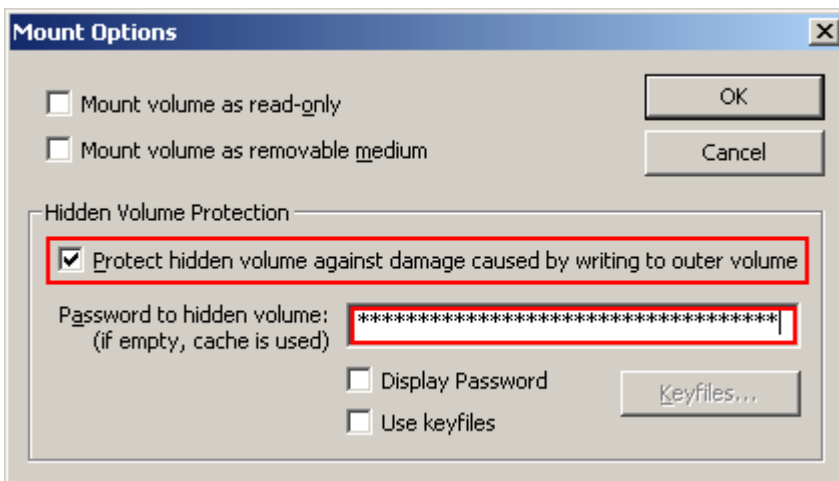 Mount Options
Mount volume as read-only
OK
Mount volume as removable medium
Cancel
Hidden Volume Protection
Protect hidden volume against damage caused by writing to outer volume
Password to hidden volume:
(if empty, cache is used)
***********************************
Display Password
Keyfiles...
Use keyfiles